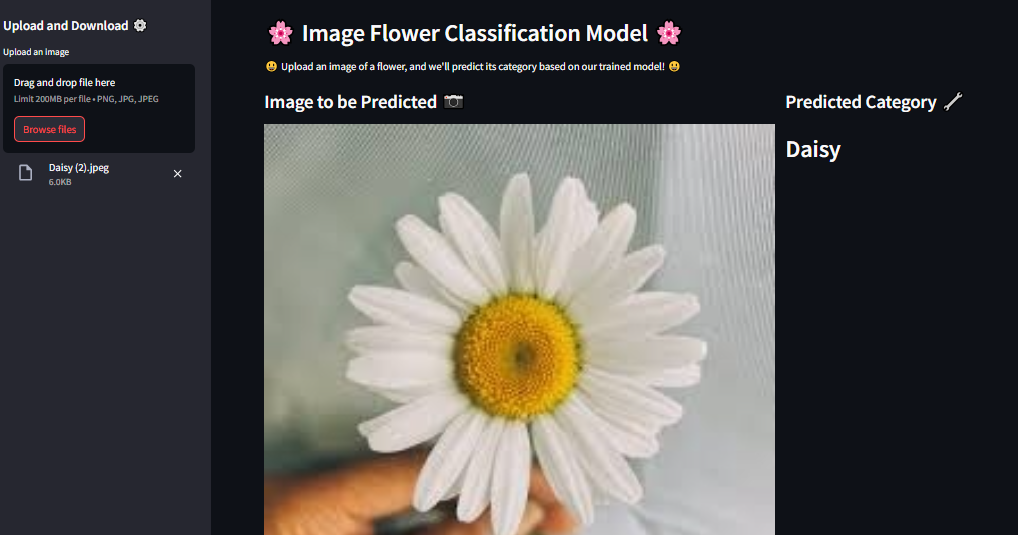 Upload and Download ⚙️
Upload an image
Drag and drop file here
Limit 200MB per file • PNG, JPG, JPEG
Browse files
Daisy (2).jpeg
6.0KB
🌸 Image Flower Classification Model 🌸
😃 Upload an image of a flower, and we'll predict its category based on our trained model! 😃
Image to be Predicted 📷
Predicted Category 🔧
Daisy